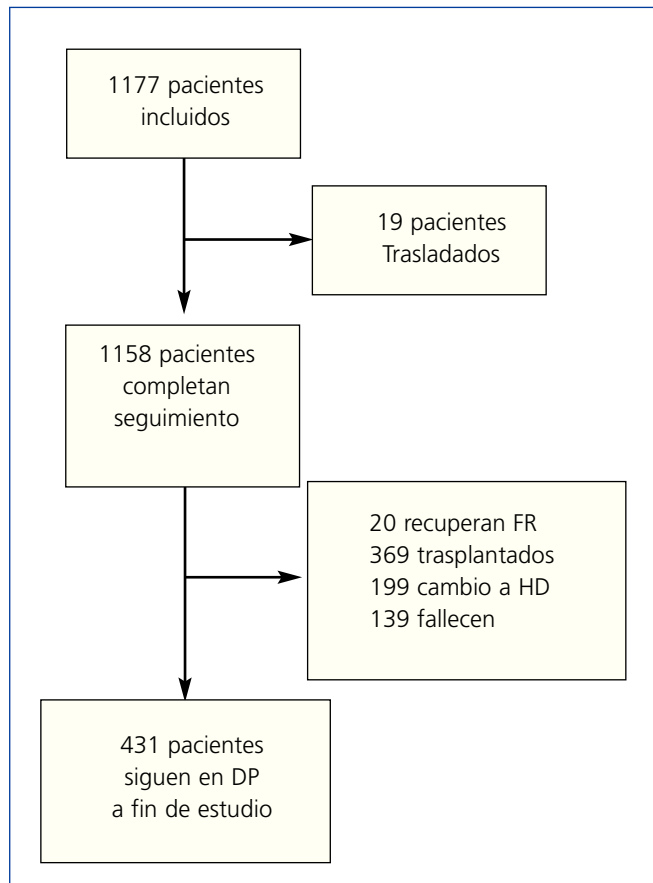 1177 pacientes
incluidos
19 pacientes
Trasladados
1158 pacientes
completan
seguimiento
20 recuperan FR
369 trasplantados
199 cambio a HD
139 fallecen
431 pacientes
siguen en DP
a fin de estudio